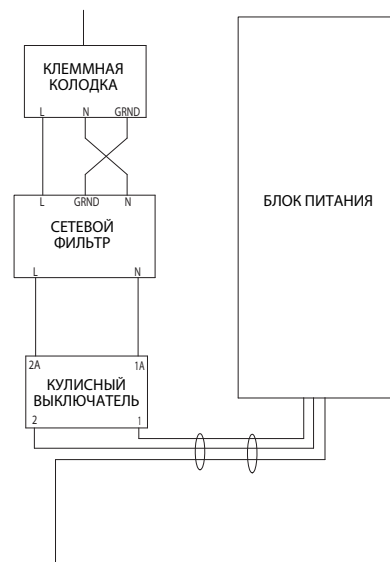 КЛЕММНАЯ
КОЛОДКА
L N GRND
L GRND N
СЕТЕВОЙ
ФИЛЬТР
L N
2A 1A
КУЛИСНЫЙ
ВЫКЛЮЧАТЕЛЬ
2 1
БЛОК ПИТАНИЯ